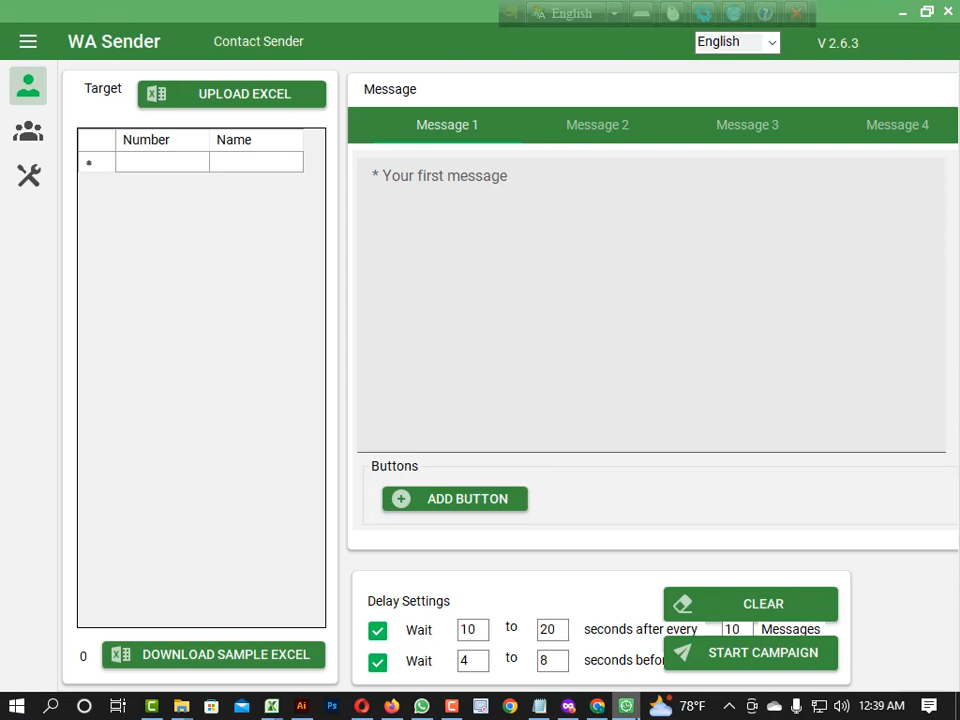 English
WA Sender
Contact Sender
English
V 2.6.3
Target
UPLOAD EXCEL
Number Name
*
Message
Message 1 Message 2 Message 3 Message 4
* Your first message
Buttons
ADD BUTTON
Delay Settings
CLEAR
Wait 10 to 20 seconds after every 10 Messages
Wait 4 to 8 seconds befo
START CAMPAIGN
0
DOWNLOAD SAMPLE EXCEL
78°F
12:39 AM